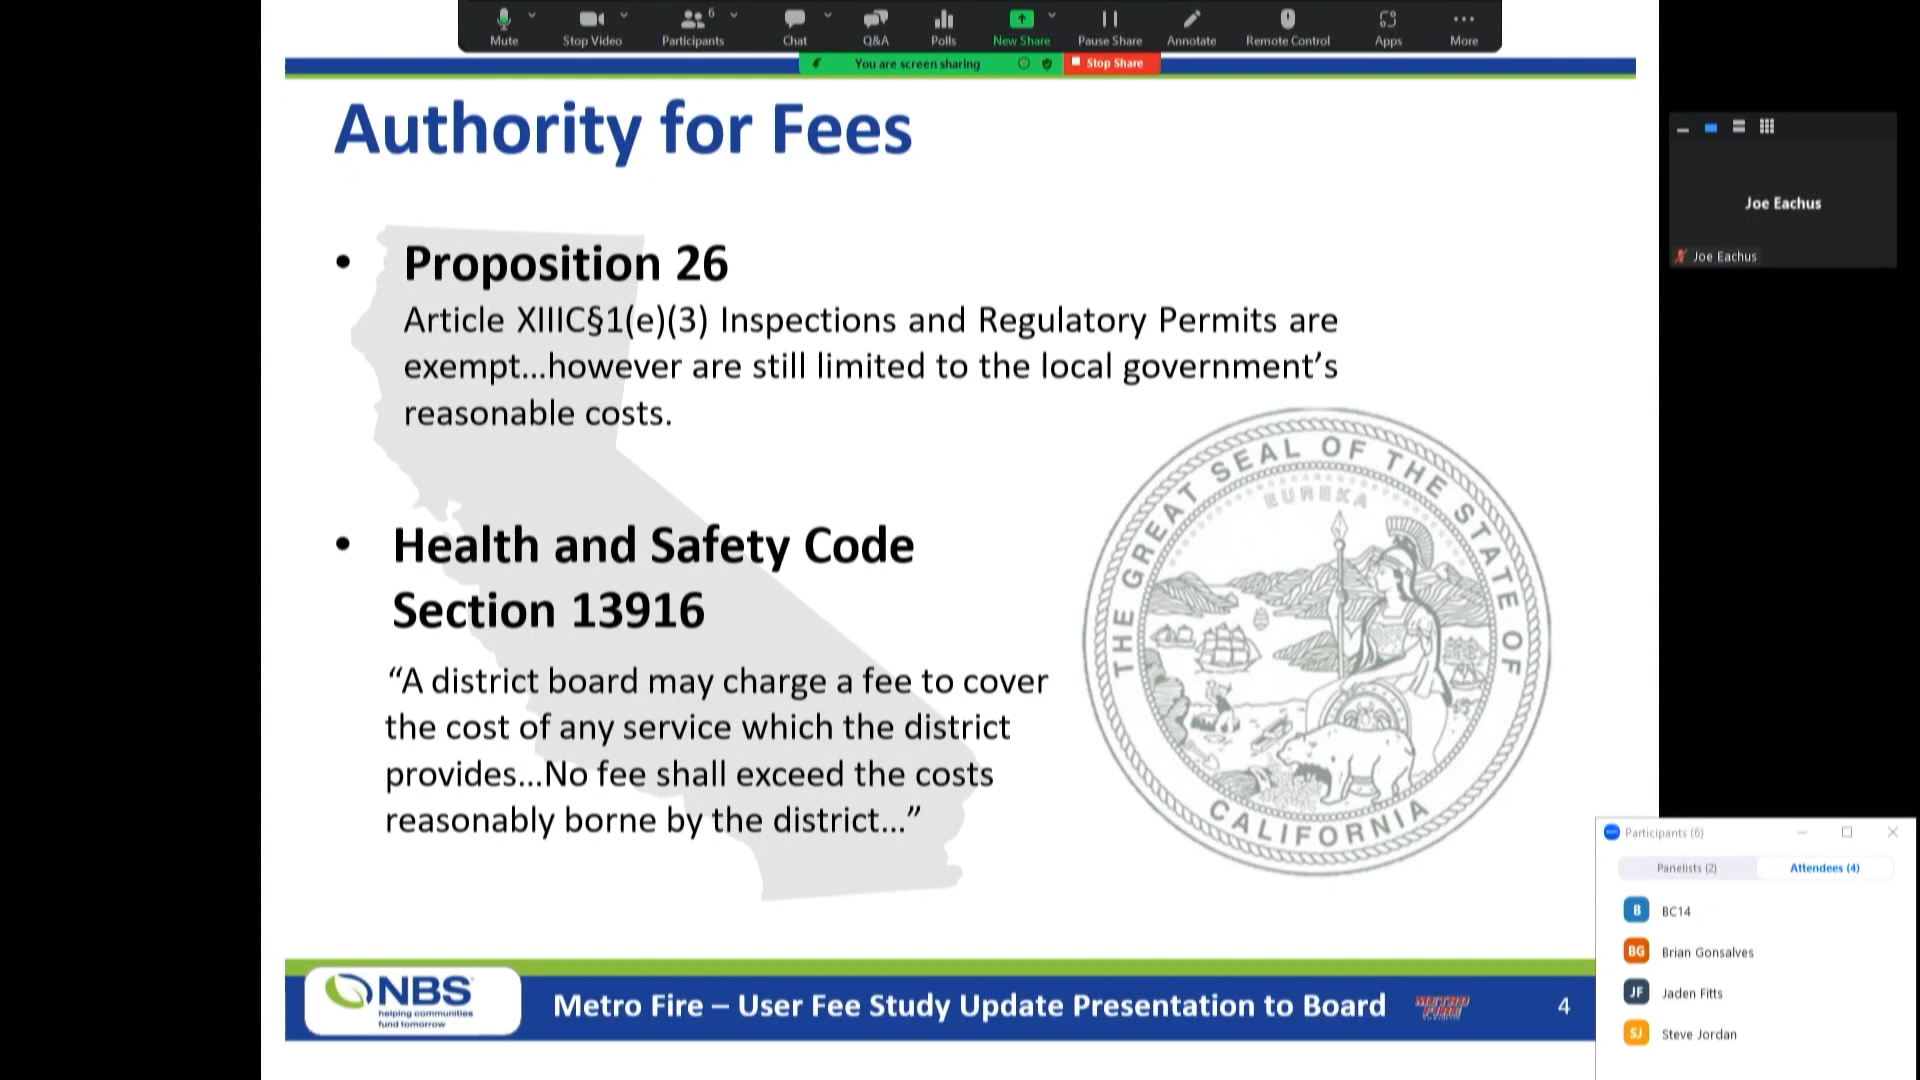 6
Mute
Stop Video
Participants
Chat
Q&A
Polls
New Share
Pause Share
Annotate
Remote Control
Apps
More
You are screen sharing
Stop Share
Authority for Fees
• Proposition 26
Article XIIIC§1(e)(3) Inspections and Regulatory Permits are
exempt...however are still limited to the local government’s
reasonable costs.
• Health and Safety Code
Section 13916
“A district board may charge a fee to cover
the cost of any service which the district
provides...No fee shall exceed the costs
reasonably borne by the district...”
THE GREAT SEAL OF THE STATE OF
EUREKA
CALIFORNIA
Joe Eachus
Joe Eachus
NBS
helping communities
fund tomorrow
Metro Fire – User Fee Study Update Presentation to Board
METRO
FIRE
4
Participants (6)
Panelists (2)
Attendees (4)
B BC14
BG Brian Gonsalves
JF Jaden Fitts
SJ Steve Jordan